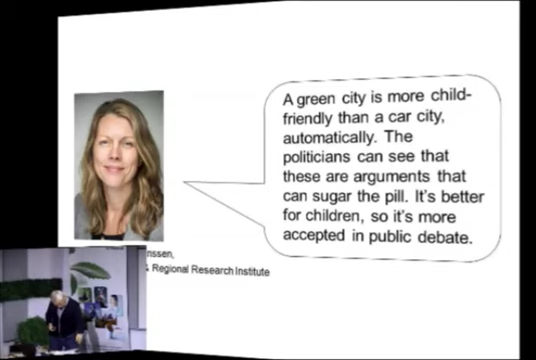 A green city is more child-
friendly than a car city,
automatically. The
politicians can see that
these are arguments that
can sugar the pill. It's better
for children, so it's more
accepted in public debate.
nssen,
& Regional Research Institute